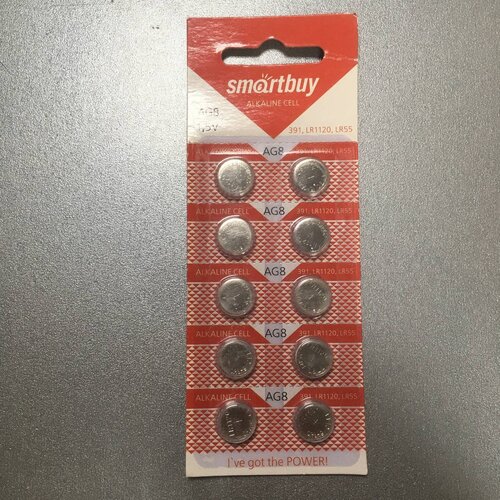 smartbuy
ALKALINE CELL
AG8
1,5V
391, LR1120, LR55
AG8
ALKALINE CELL AG8 391, LR1120, LR55
ALKALINE CELL AG8 391, LR1120, LR55
ALKALINE CELL AG8 391, LR1120, LR55
ALKALINE CELL AG8 391, LR1120, LR55
I've got the POWER!